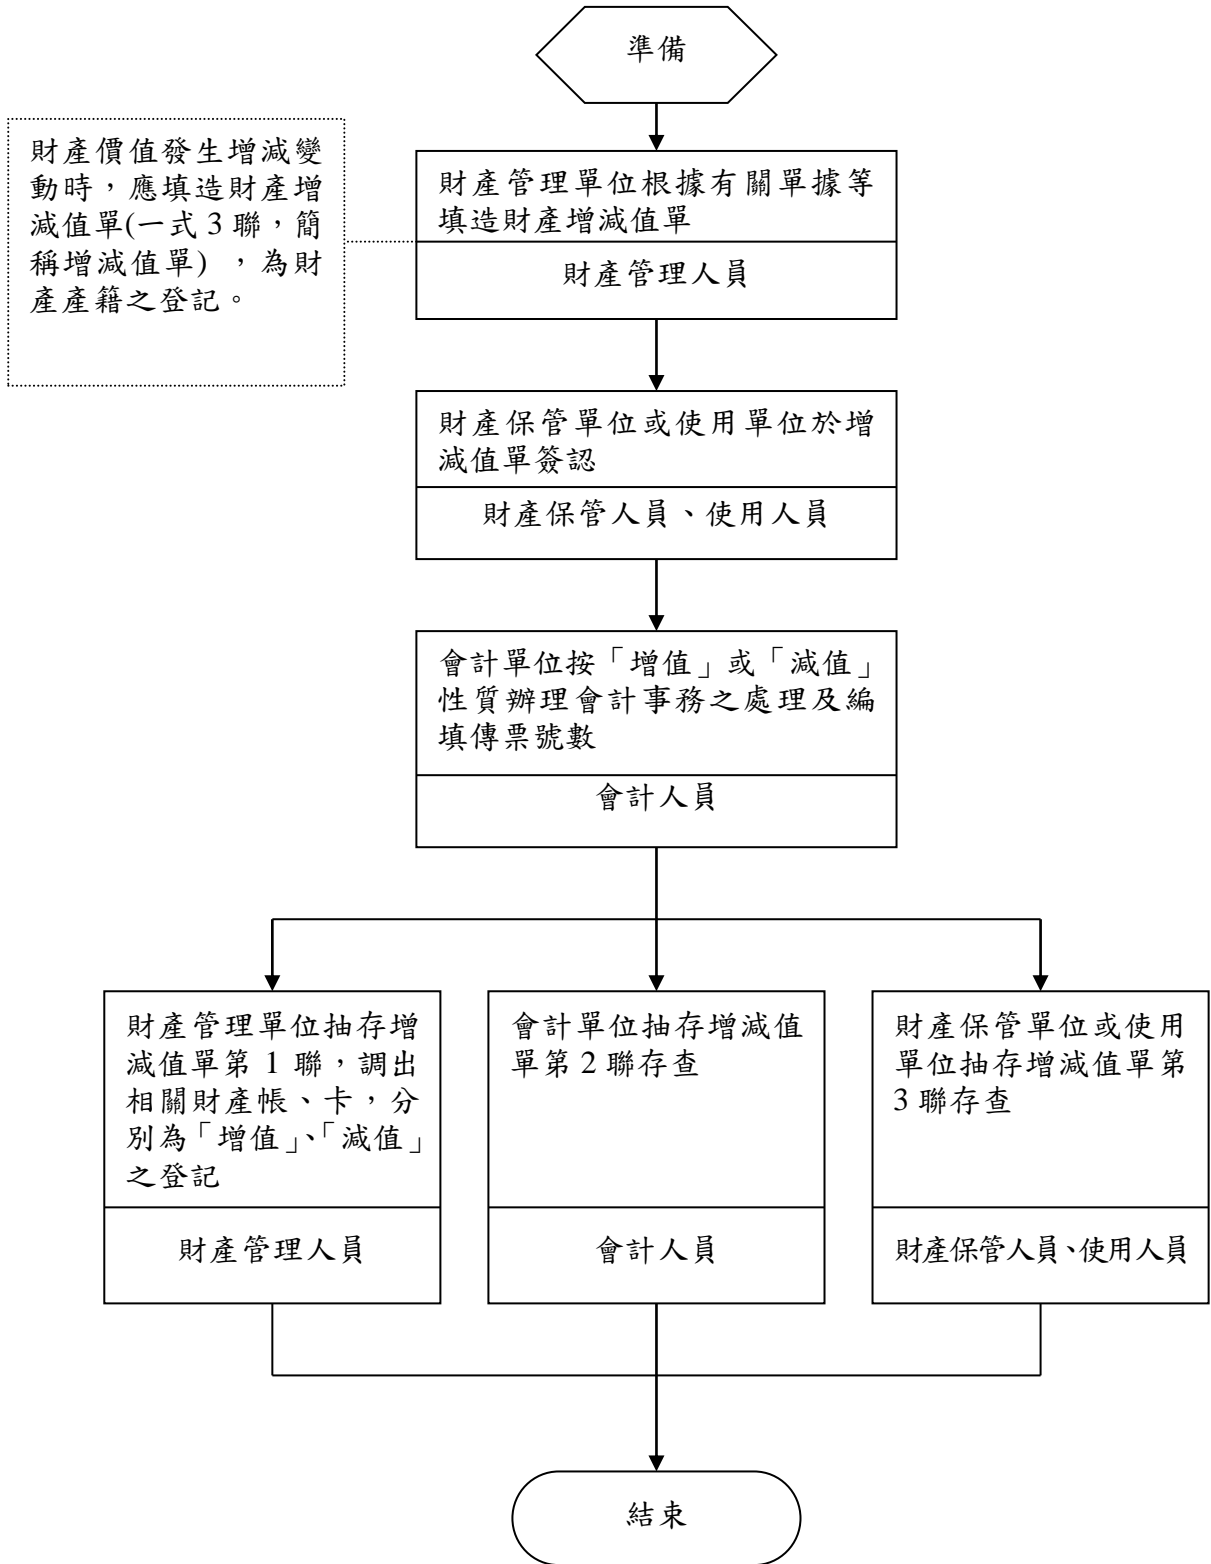 準備
財產價值發生增減變
動時，應填造財產增
減值單(一式3聯，簡
稱增減值單)，為財
產產籍之登記。
財產管理單位根據有關單據等
填造財產增減值單
財產管理人員
財產保管單位或使用單位於增
減值單簽認
財產保管人員、使用人員
會計單位按「增值」或「減值」
性質辦理會計事務之處理及編
填傳票號數
會計人員
財產管理單位抽存增
減值單第1聯，調出
相關財產帳、卡，分
別為「增值」、「減值」
之登記
財產管理人員
會計單位抽存增減值
單第2聯存查
會計人員
財產保管單位或使用
單位抽存增減值單第
3聯存查
財產保管人員、使用人員
結束